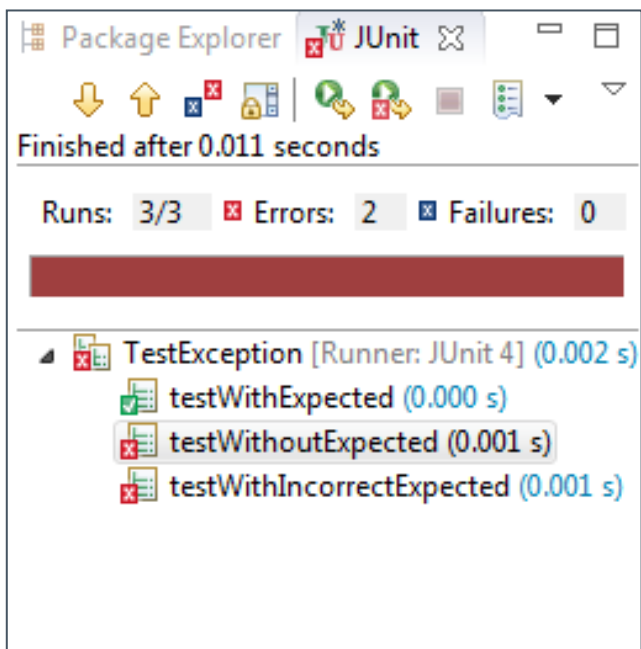 Package Explorer JUnit
Finished after 0.011 seconds
Runs: 3/3 Errors: 2 Failures: 0
TestException [Runner: JUnit 4] (0.002 s)
testWithExpected (0.000 s)
testWithoutExpected (0.001 s)
testWithIncorrectExpected (0.001 s)